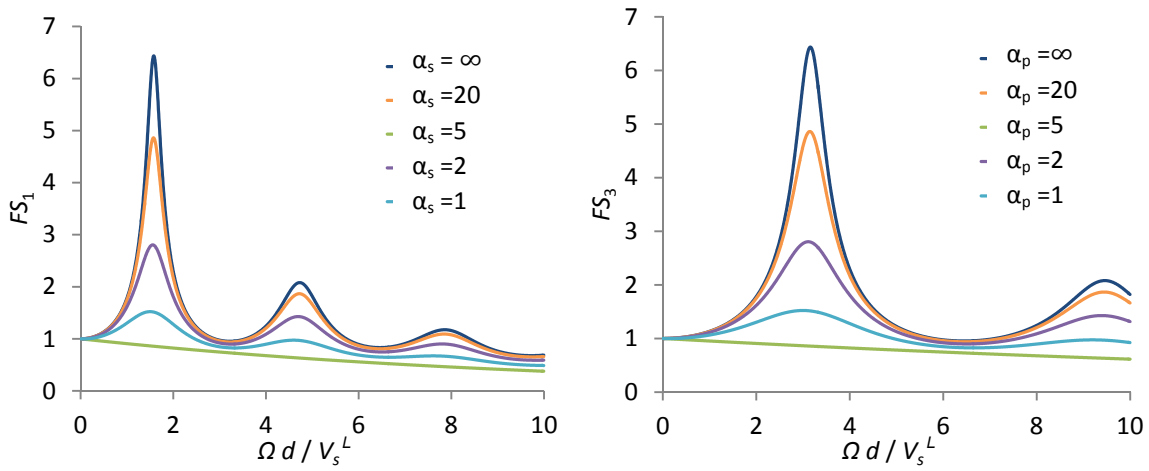 7
6
5
4
3
2
1
0
0 2 4 6 8 10
FS₁
Ω d / Vₛᴸ
αₛ = ∞
αₛ =20
αₛ =5
αₛ =2
αₛ =1
7
6
5
4
3
2
1
0
0 2 4 6 8 10
FS₃
Ω d / Vₛᴸ
αₚ =∞
αₚ =20
αₚ =5
αₚ =2
αₚ =1